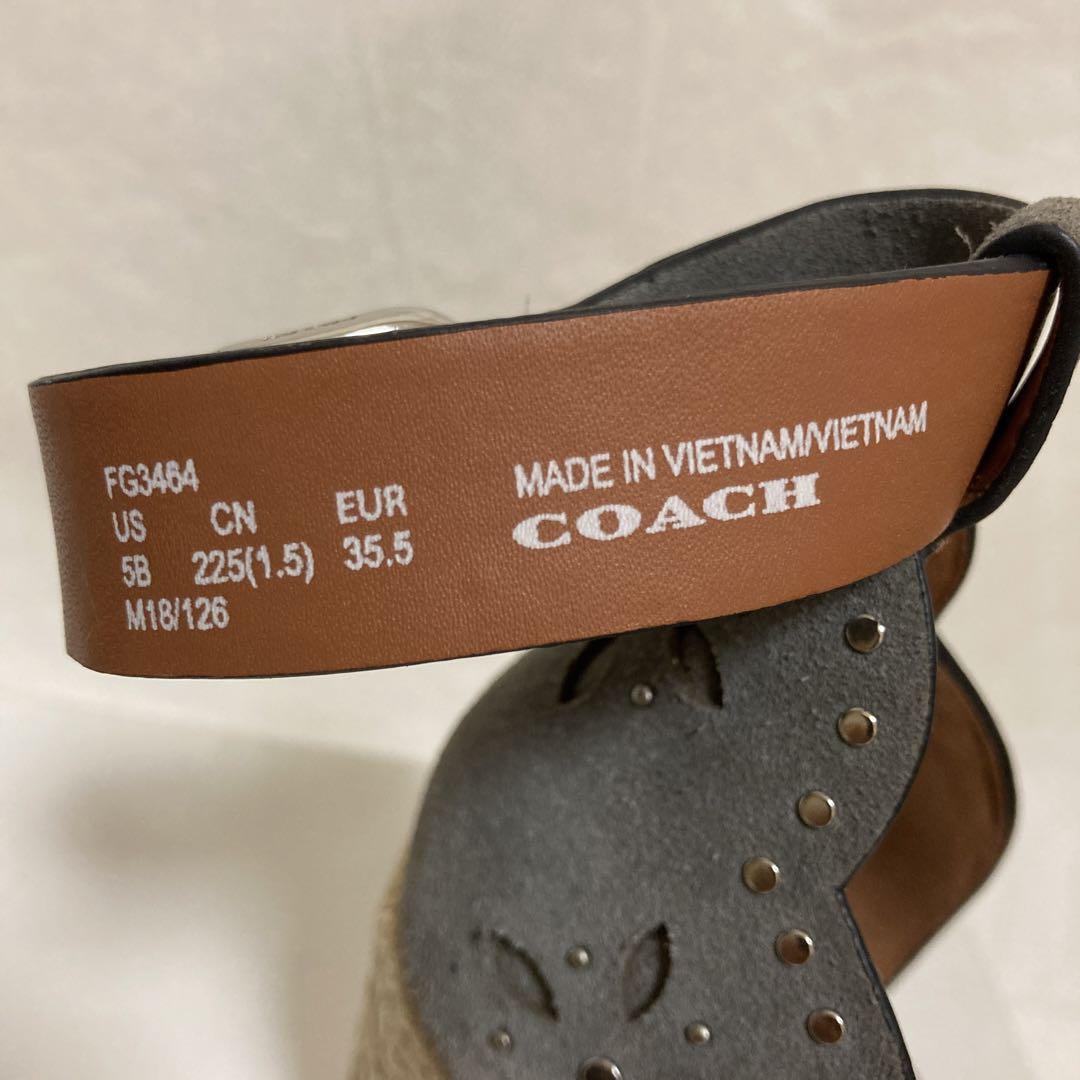 FG3464
US CN EUR
5B 225(1.5) 35.5
M18/126
MADE IN VIETNAM/VIETNAM
COACH